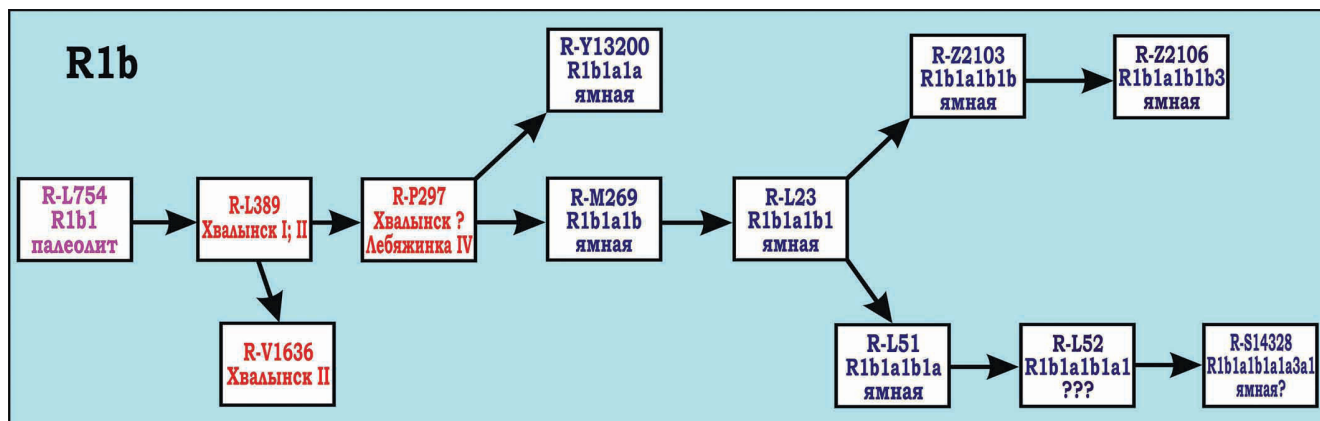 R1b
R-L754
R1b1
палеолит
R-L389
Хвалынск I; II
R-V1636
Хвалынск II
R-P297
Хвалынск ?
Лебяжинка IV
R-Y13200
R1b1a1a
ямная
R-M269
R1b1a1b
ямная
R-L23
R1b1a1b1
ямная
R-Z2103
R1b1a1b1b
ямная
R-Z2106
R1b1a1b1b3
ямная
R-L51
R1b1a1b1a
ямная
R-L52
R1b1a1b1a1
???
R-S14328
R1b1a1b1a1a3a1
ямная?